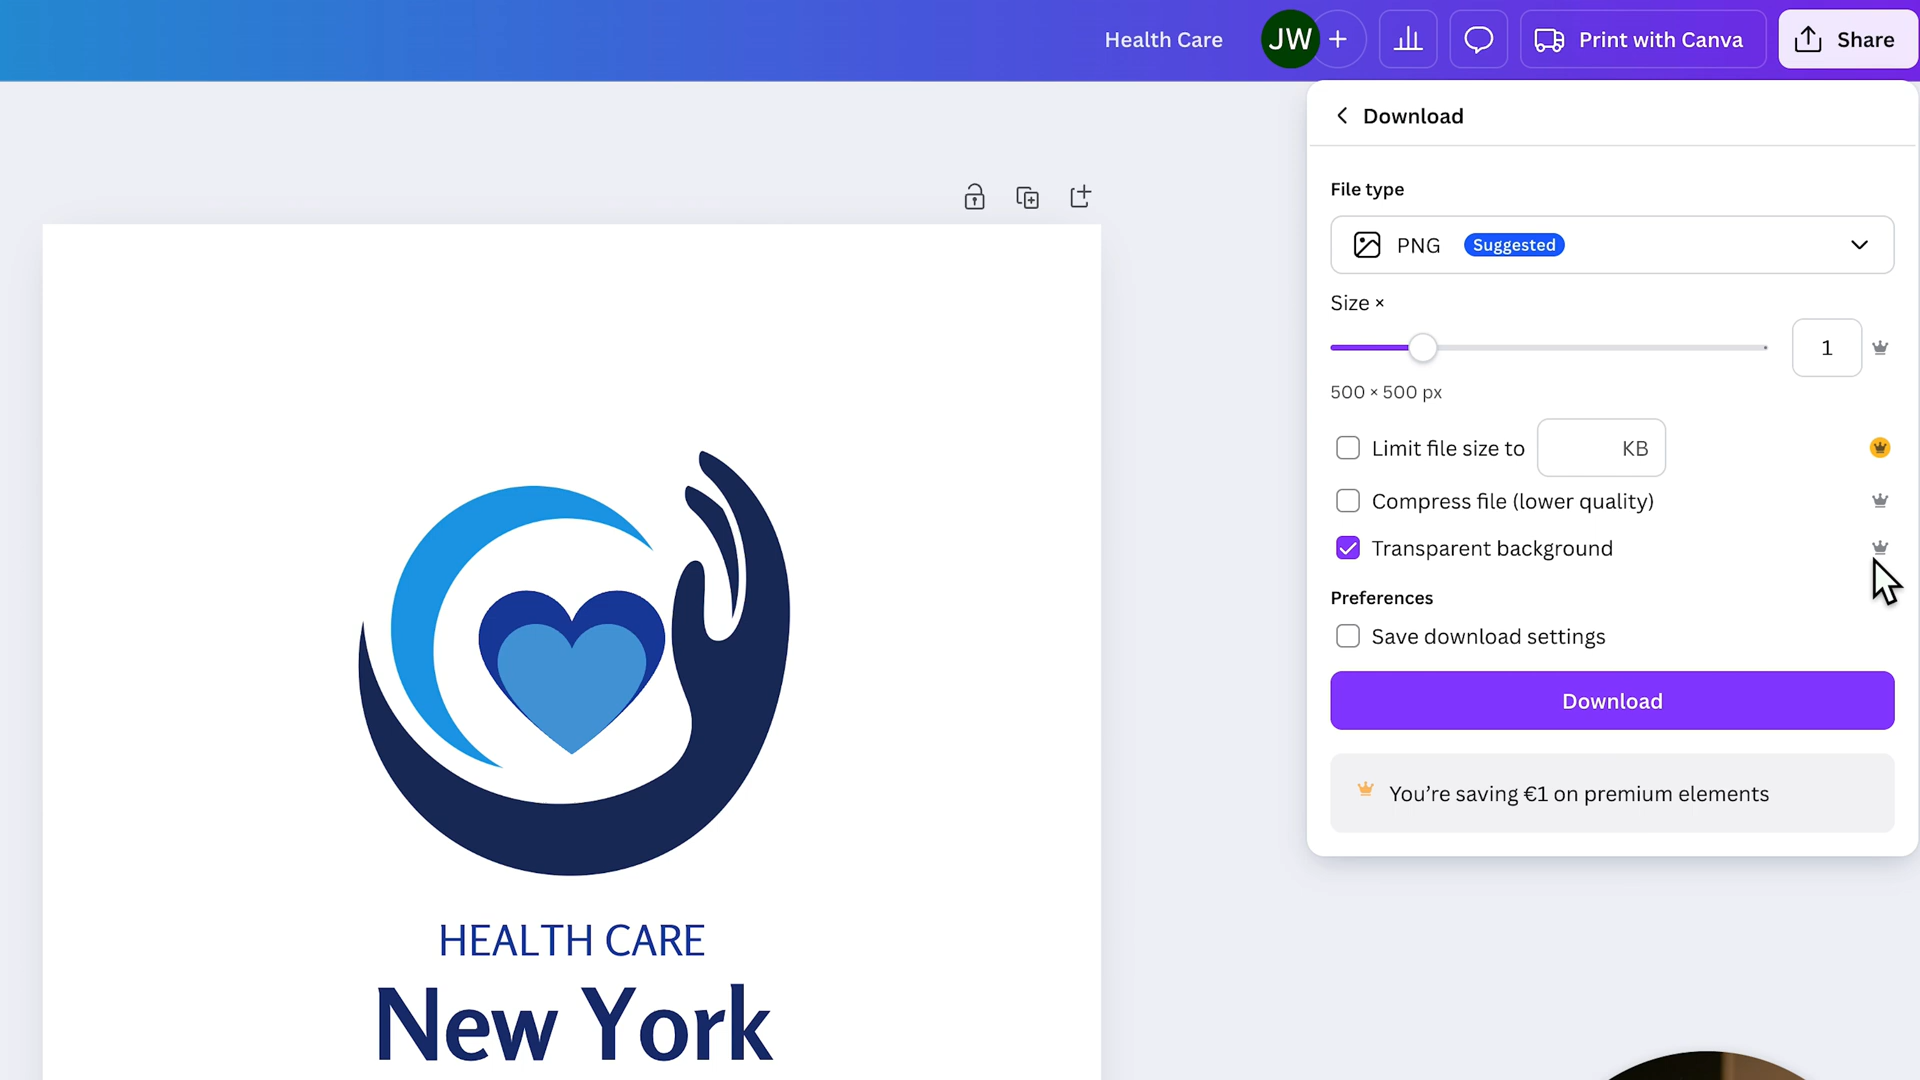 Health Care
JW
Print with Canva
Share
Download
File type
PNG
Suggested
Size ×
1
500 × 500 px
Limit file size to
KB
Compress file (lower quality)
Transparent background
Preferences
Save download settings
Download
You’re saving €1 on premium elements
HEALTH CARE
New York